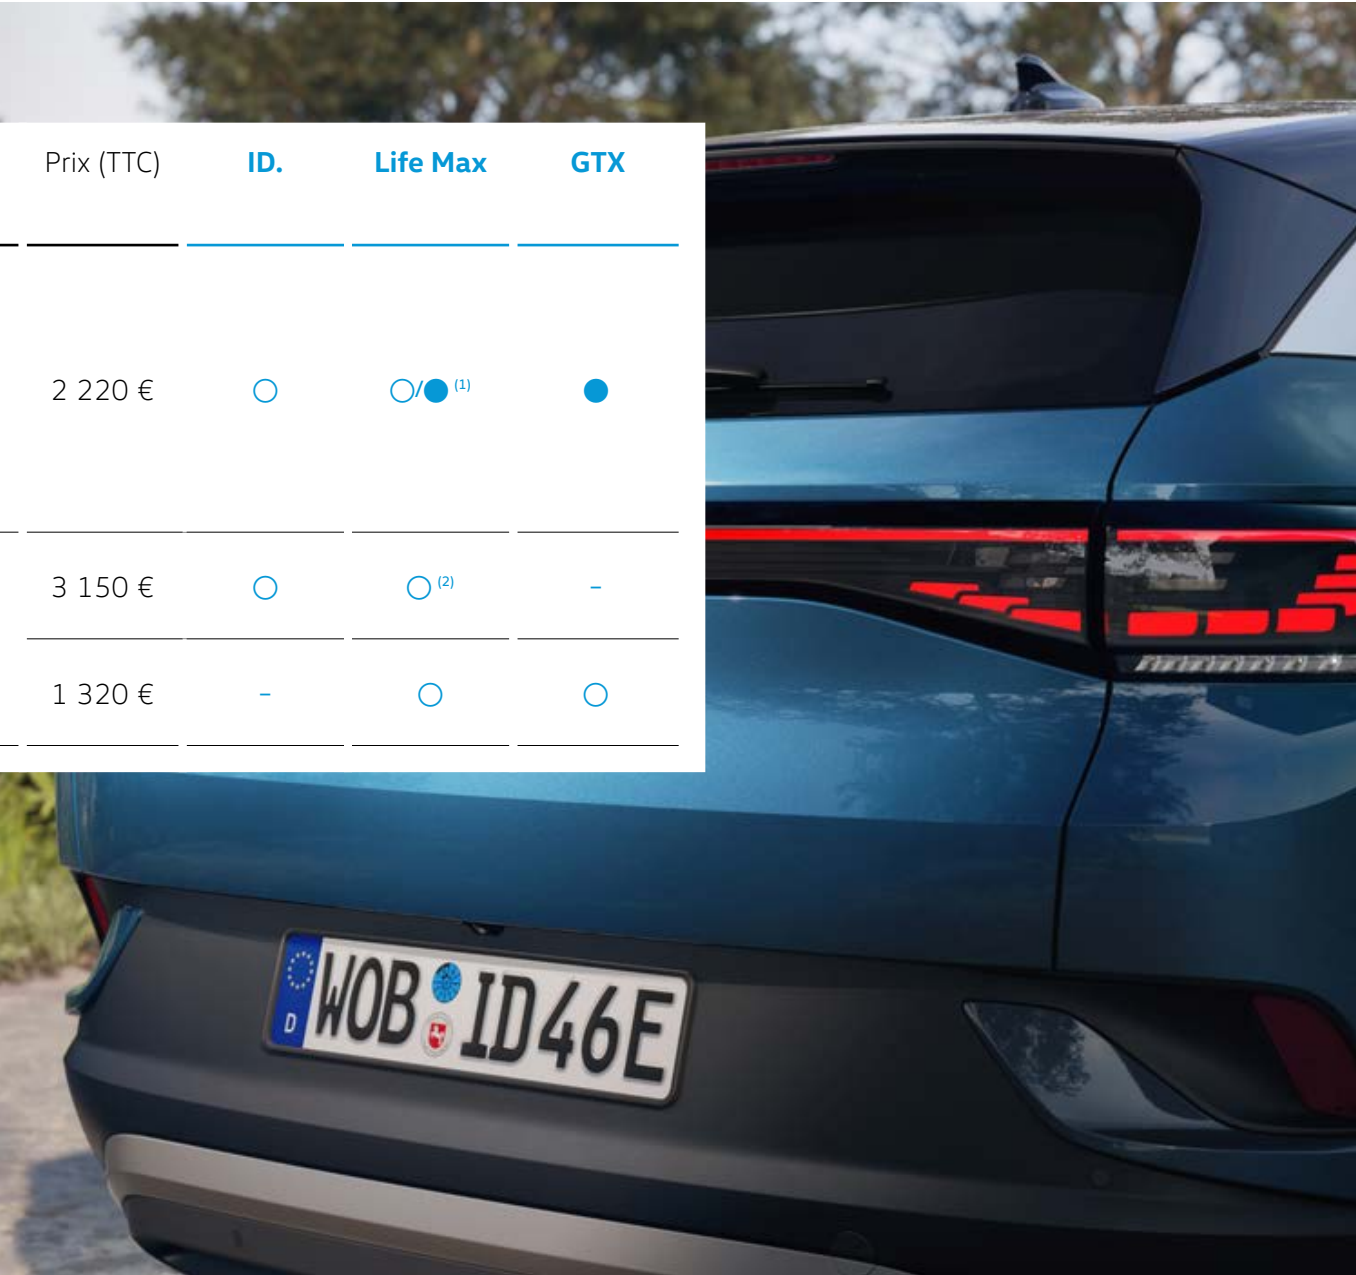 Prix (TTC) ID. Life Max GTX
2 220 € ○ ○/● (1) ●
3 150 € ○ ○ (2) –
1 320 € – ○ ○
D WOB ID46E